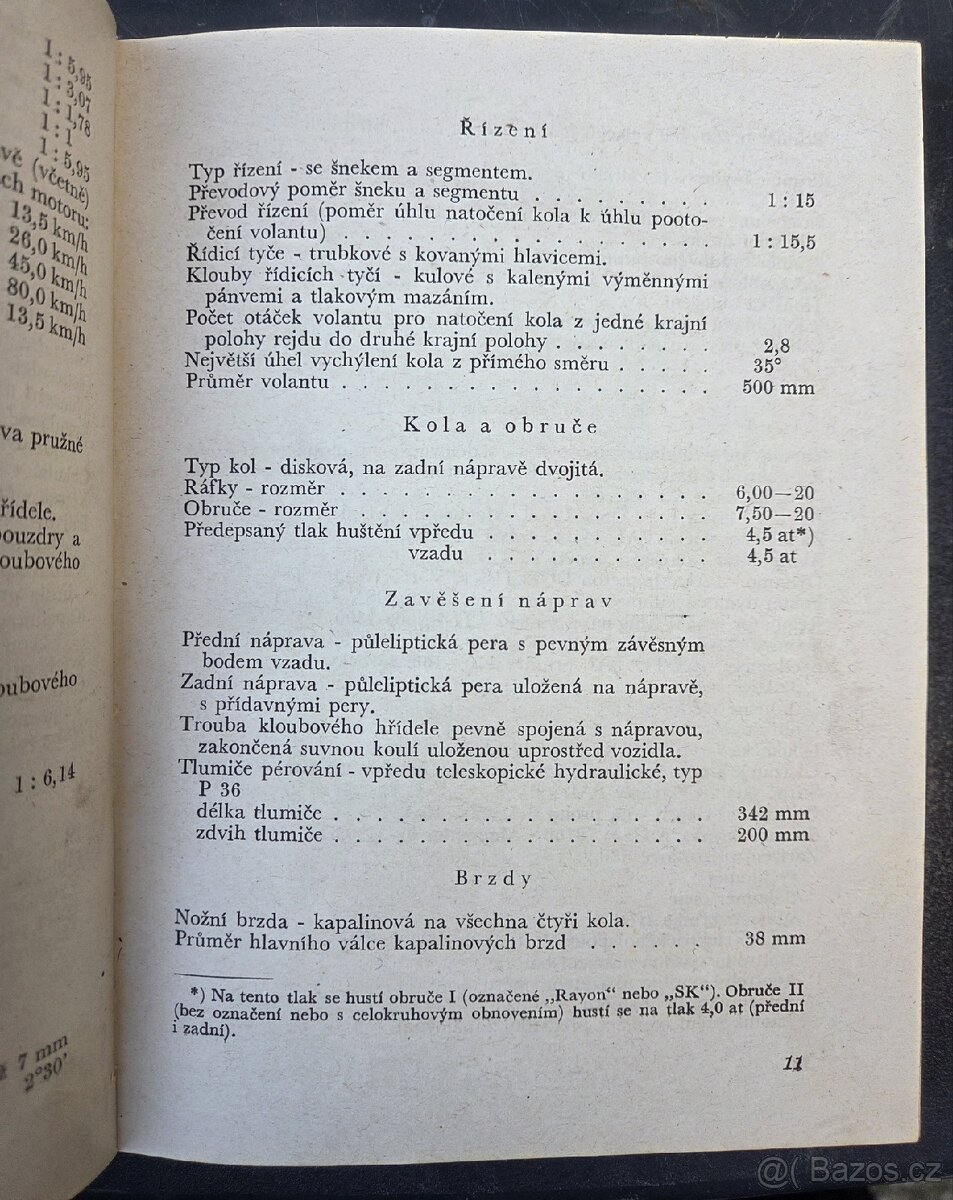 1 : 5,95
1 : 3,07
1 : 1,78
1 : 1
1 : 5,95
vě (včetně)
ch motoru:
13,5 km/h
26,0 km/h
45,0 km/h
80,0 km/h
13,5 km/h
va pružné
řídele.
pouzdry a
oubového
oubového
1 : 6,14
7 mm
2°30'
Řízení
Typ řízení - se šnekem a segmentem.
Převodový poměr šneku a segmentu . . . . . . . . . 1 : 15
Převod řízení (poměr úhlu natočení kola k úhlu pooto-
čení volantu) . . . . . . . . . . . . . . . . . 1 : 15,5
Řídicí tyče - trubkové s kovanými hlavicemi.
Klouby řídicích tyčí - kulové s kalenými výměnnými
pánvemi a tlakovým mazáním.
Počet otáček volantu pro natočení kola z jedné krajní
polohy rejdu do druhé krajní polohy . . . . . . . . 2,8
Největší úhel vychýlení kola z přímého směru . . . . . 35°
Průměr volantu . . . . . . . . . . . . . . . . . . 500 mm
Kola a obruče
Typ kol - disková, na zadní nápravě dvojitá.
Ráfky - rozměr . . . . . . . . . . . . . . . . . . 6,00—20
Obruče - rozměr . . . . . . . . . . . . . . . . . . 7,50—20
Předepsaný tlak huštění vpředu . . . . . . . . . . . 4,5 at*)
vzadu . . . . . . . . . . . 4,5 at
Zavěšení náprav
Přední náprava - půleliptická pera s pevným závěsným
bodem vzadu.
Zadní náprava - půleliptická pera uložená na nápravě,
s přídavnými pery.
Trouba kloubového hřídele pevně spojená s nápravou,
zakončená suvnou koulí uloženou uprostřed vozidla.
Tlumiče pérování - vpředu teleskopické hydraulické, typ
P 36
délka tlumiče . . . . . . . . . . . . . . . . . . 342 mm
zdvih tlumiče . . . . . . . . . . . . . . . . . . 200 mm
Brzdy
Nožní brzda - kapalinová na všechna čtyři kola.
Průměr hlavního válce kapalinových brzd . . . . . . 38 mm
*) Na tento tlak se hustí obruče I (označené „Rayon“ nebo „SK“). Obruče II
(bez označení nebo s celokruhovým obnovením) hustí se na tlak 4,0 at (přední
i zadní).
11
@( Bazos.cz